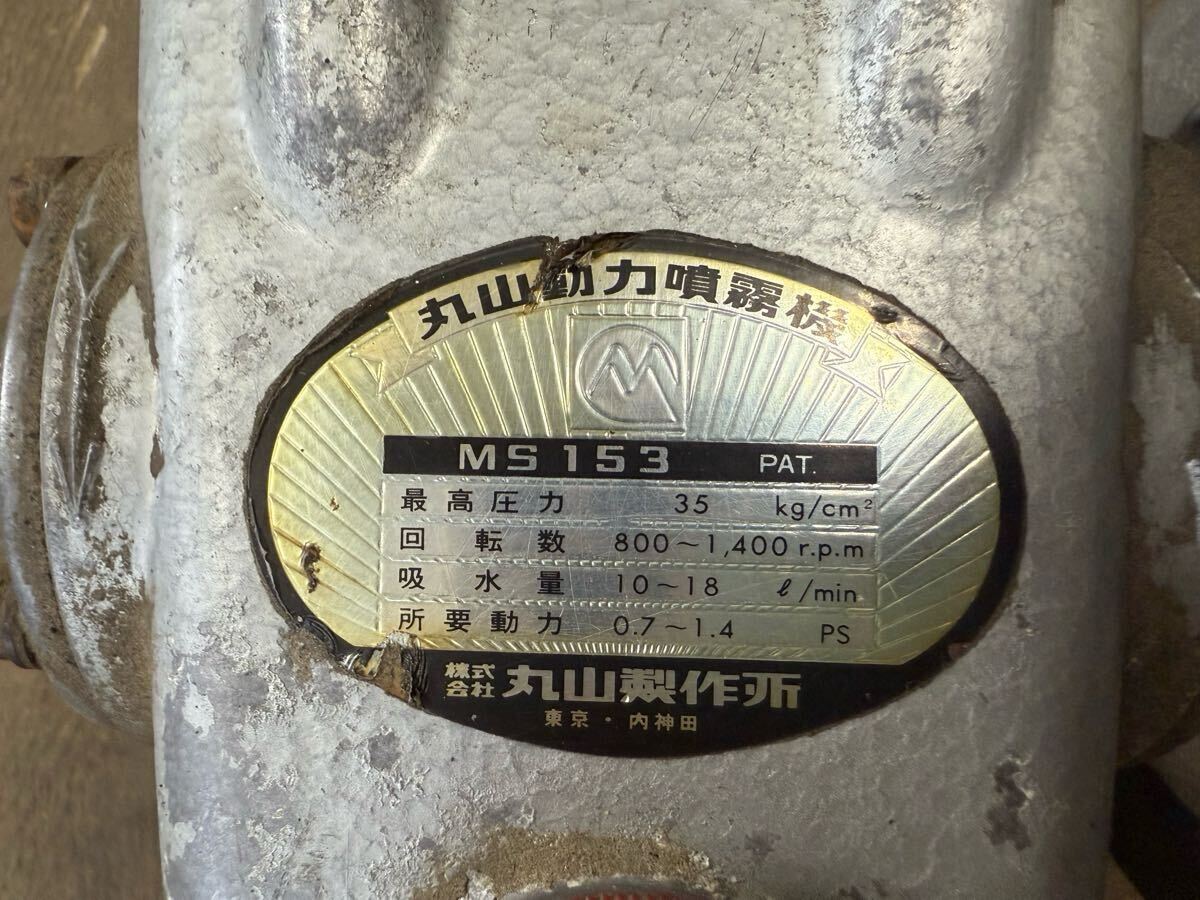 丸山動力噴霧機
M
MS 153 PAT.
最高圧力 35 kg/cm²
回転数 800～1,400 r.p.m
吸水量 10～18 ℓ/min
所要動力 0.7～1.4 PS
株式会社 丸山製作所
東京・内神田